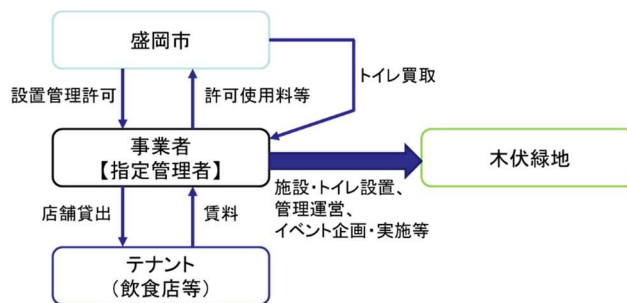 盛岡市
トイレ買取
設置管理許可
許可使用料等
事業者
【指定管理者】
木伏緑地
施設・トイレ設置、
管理運営、
イベント企画・実施等
店舗貸出
賃料
テナント
(飲食店等)